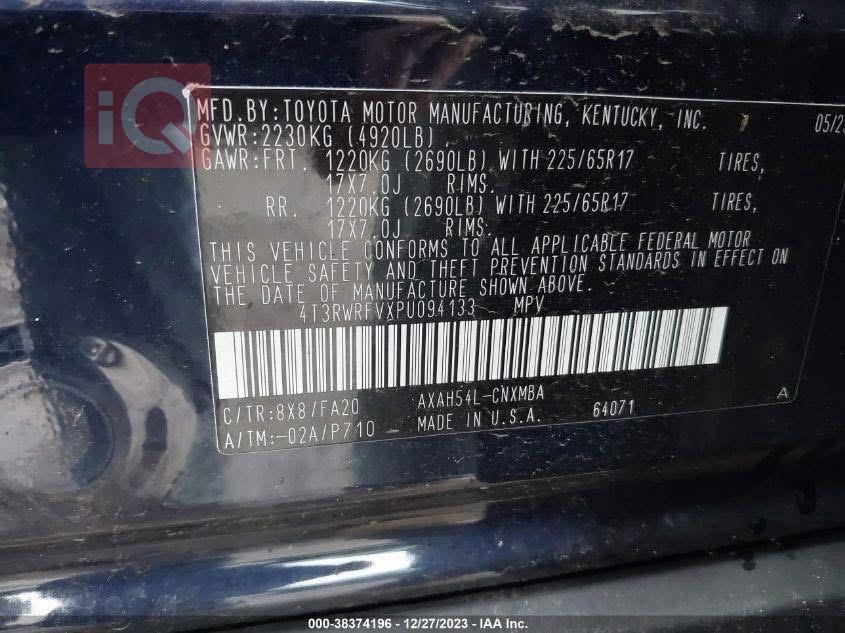 iQ
MFD.BY:TOYOTA MOTOR MANUFACTURING, KENTUCKY, INC. 05/23
GVWR:2230KG (4920LB)
GAWR:FRT. 1220KG (2690LB) WITH 225/65R17 TIRES,
17X7.0J RIMS.
RR. 1220KG (2690LB) WITH 225/65R17 TIRES,
17X7.0J RIMS.
THIS VEHICLE CONFORMS TO ALL APPLICABLE FEDERAL MOTOR
VEHICLE SAFETY AND THEFT PREVENTION STANDARDS IN EFFECT ON
THE DATE OF MANUFACTURE SHOWN ABOVE.
4T3RWRFVXPU094133 MPV
C/TR:8X8/FA20 AXAH54L-CNXMBA A
A/TM:-02A/P710 MADE IN U.S.A. 64071
000-38374196 - 12/27/2023 - IAA Inc.